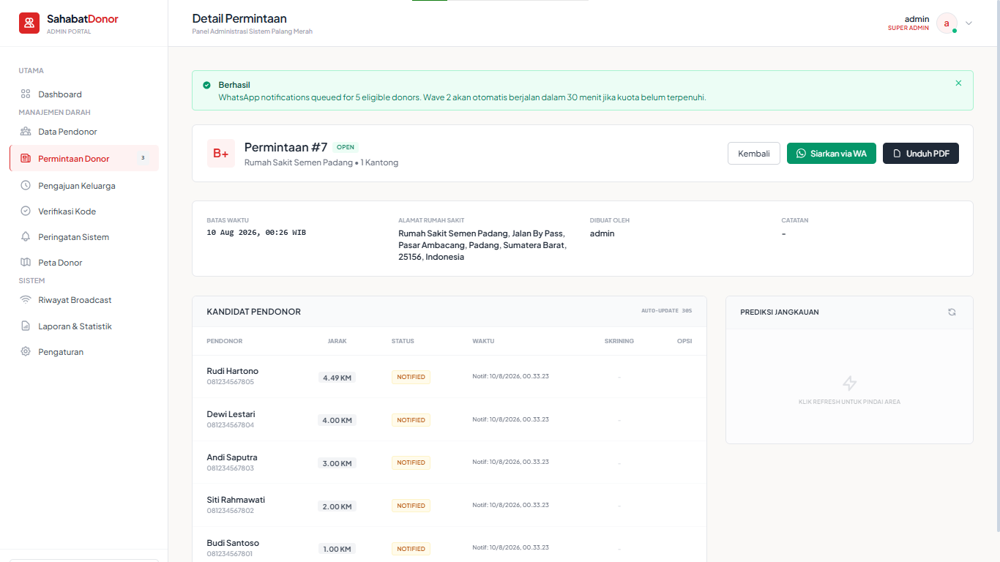 SahabatDonor
ADMIN PORTAL
UTAMA
Dashboard
MANAJEMEN DARAH
Data Pendonor
Permintaan Donor
3
Pengajuan Keluarga
Verifikasi Kode
Peringatan Sistem
Peta Donor
SISTEM
Riwayat Broadcast
Laporan & Statistik
Pengaturan
Detail Permintaan
Panel Administrasi Sistem Palang Merah
admin
SUPER ADMIN
a
Berhasil
WhatsApp notifications queued for 5 eligible donors. Wave 2 akan otomatis berjalan dalam 30 menit jika kuota belum terpenuhi.
B+
Permintaan #7 OPEN
Rumah Sakit Semen Padang • 1 Kantong
Kembali
Siarkan via WA
Unduh PDF
BATAS WAKTU
10 Aug 2026, 00:26 WIB
ALAMAT RUMAH SAKIT
Rumah Sakit Semen Padang, Jalan By Pass,
Pasar Ambacang, Padang, Sumatera Barat,
25156, Indonesia
DIBUAT OLEH
admin
CATATAN
-
KANDIDAT PENDONOR
AUTO-UPDATE 30S
PENDONOR JARAK STATUS WAKTU SKRINING OPSI
Rudi Hartono
081234567805
4.49 KM
NOTIFIED
Notif: 10/8/2026, 00.33.23
-
Dewi Lestari
081234567804
4.00 KM
NOTIFIED
Notif: 10/8/2026, 00.33.23
-
Andi Saputra
081234567803
3.00 KM
NOTIFIED
Notif: 10/8/2026, 00.33.23
-
Siti Rahmawati
081234567802
2.00 KM
NOTIFIED
Notif: 10/8/2026, 00.33.23
-
Budi Santoso
081234567801
1.00 KM
NOTIFIED
Notif: 10/8/2026, 00.33.23
-
PREDIKSI JANGKAUAN
KLIK REFRESH UNTUK PINDAI AREA